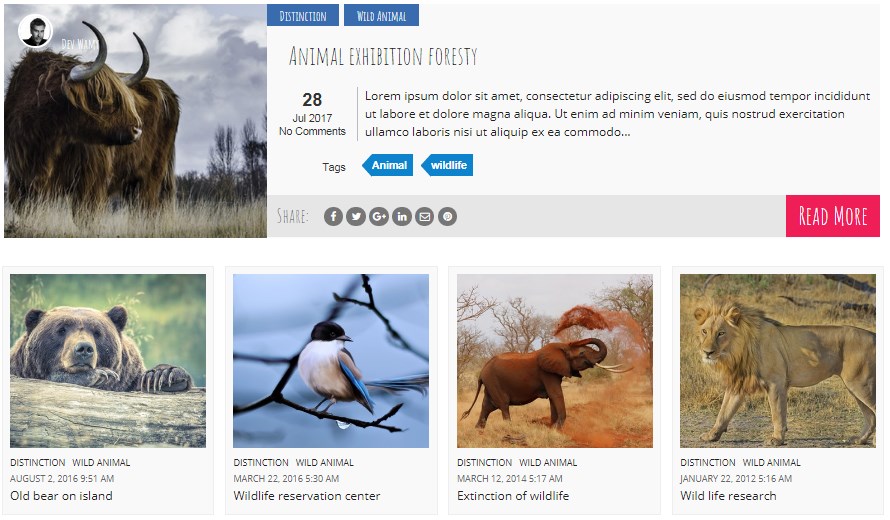 Dev Wams
Distinction
Wild Animal
Animal exhibition foresty
28
Jul 2017
No Comments
Lorem ipsum dolor sit amet, consectetur adipiscing elit, sed do eiusmod tempor incididunt
ut labore et dolore magna aliqua. Ut enim ad minim veniam, quis nostrud exercitation
ullamco laboris nisi ut aliquip ex ea commodo...
Tags
Animal
wildlife
Share:
Read More
DISTINCTION WILD ANIMAL
AUGUST 2, 2016 9:51 AM
Old bear on island
DISTINCTION WILD ANIMAL
MARCH 22, 2016 5:30 AM
Wildlife reservation center
DISTINCTION WILD ANIMAL
MARCH 12, 2014 5:17 AM
Extinction of wildlife
DISTINCTION WILD ANIMAL
JANUARY 22, 2012 5:16 AM
Wild life research